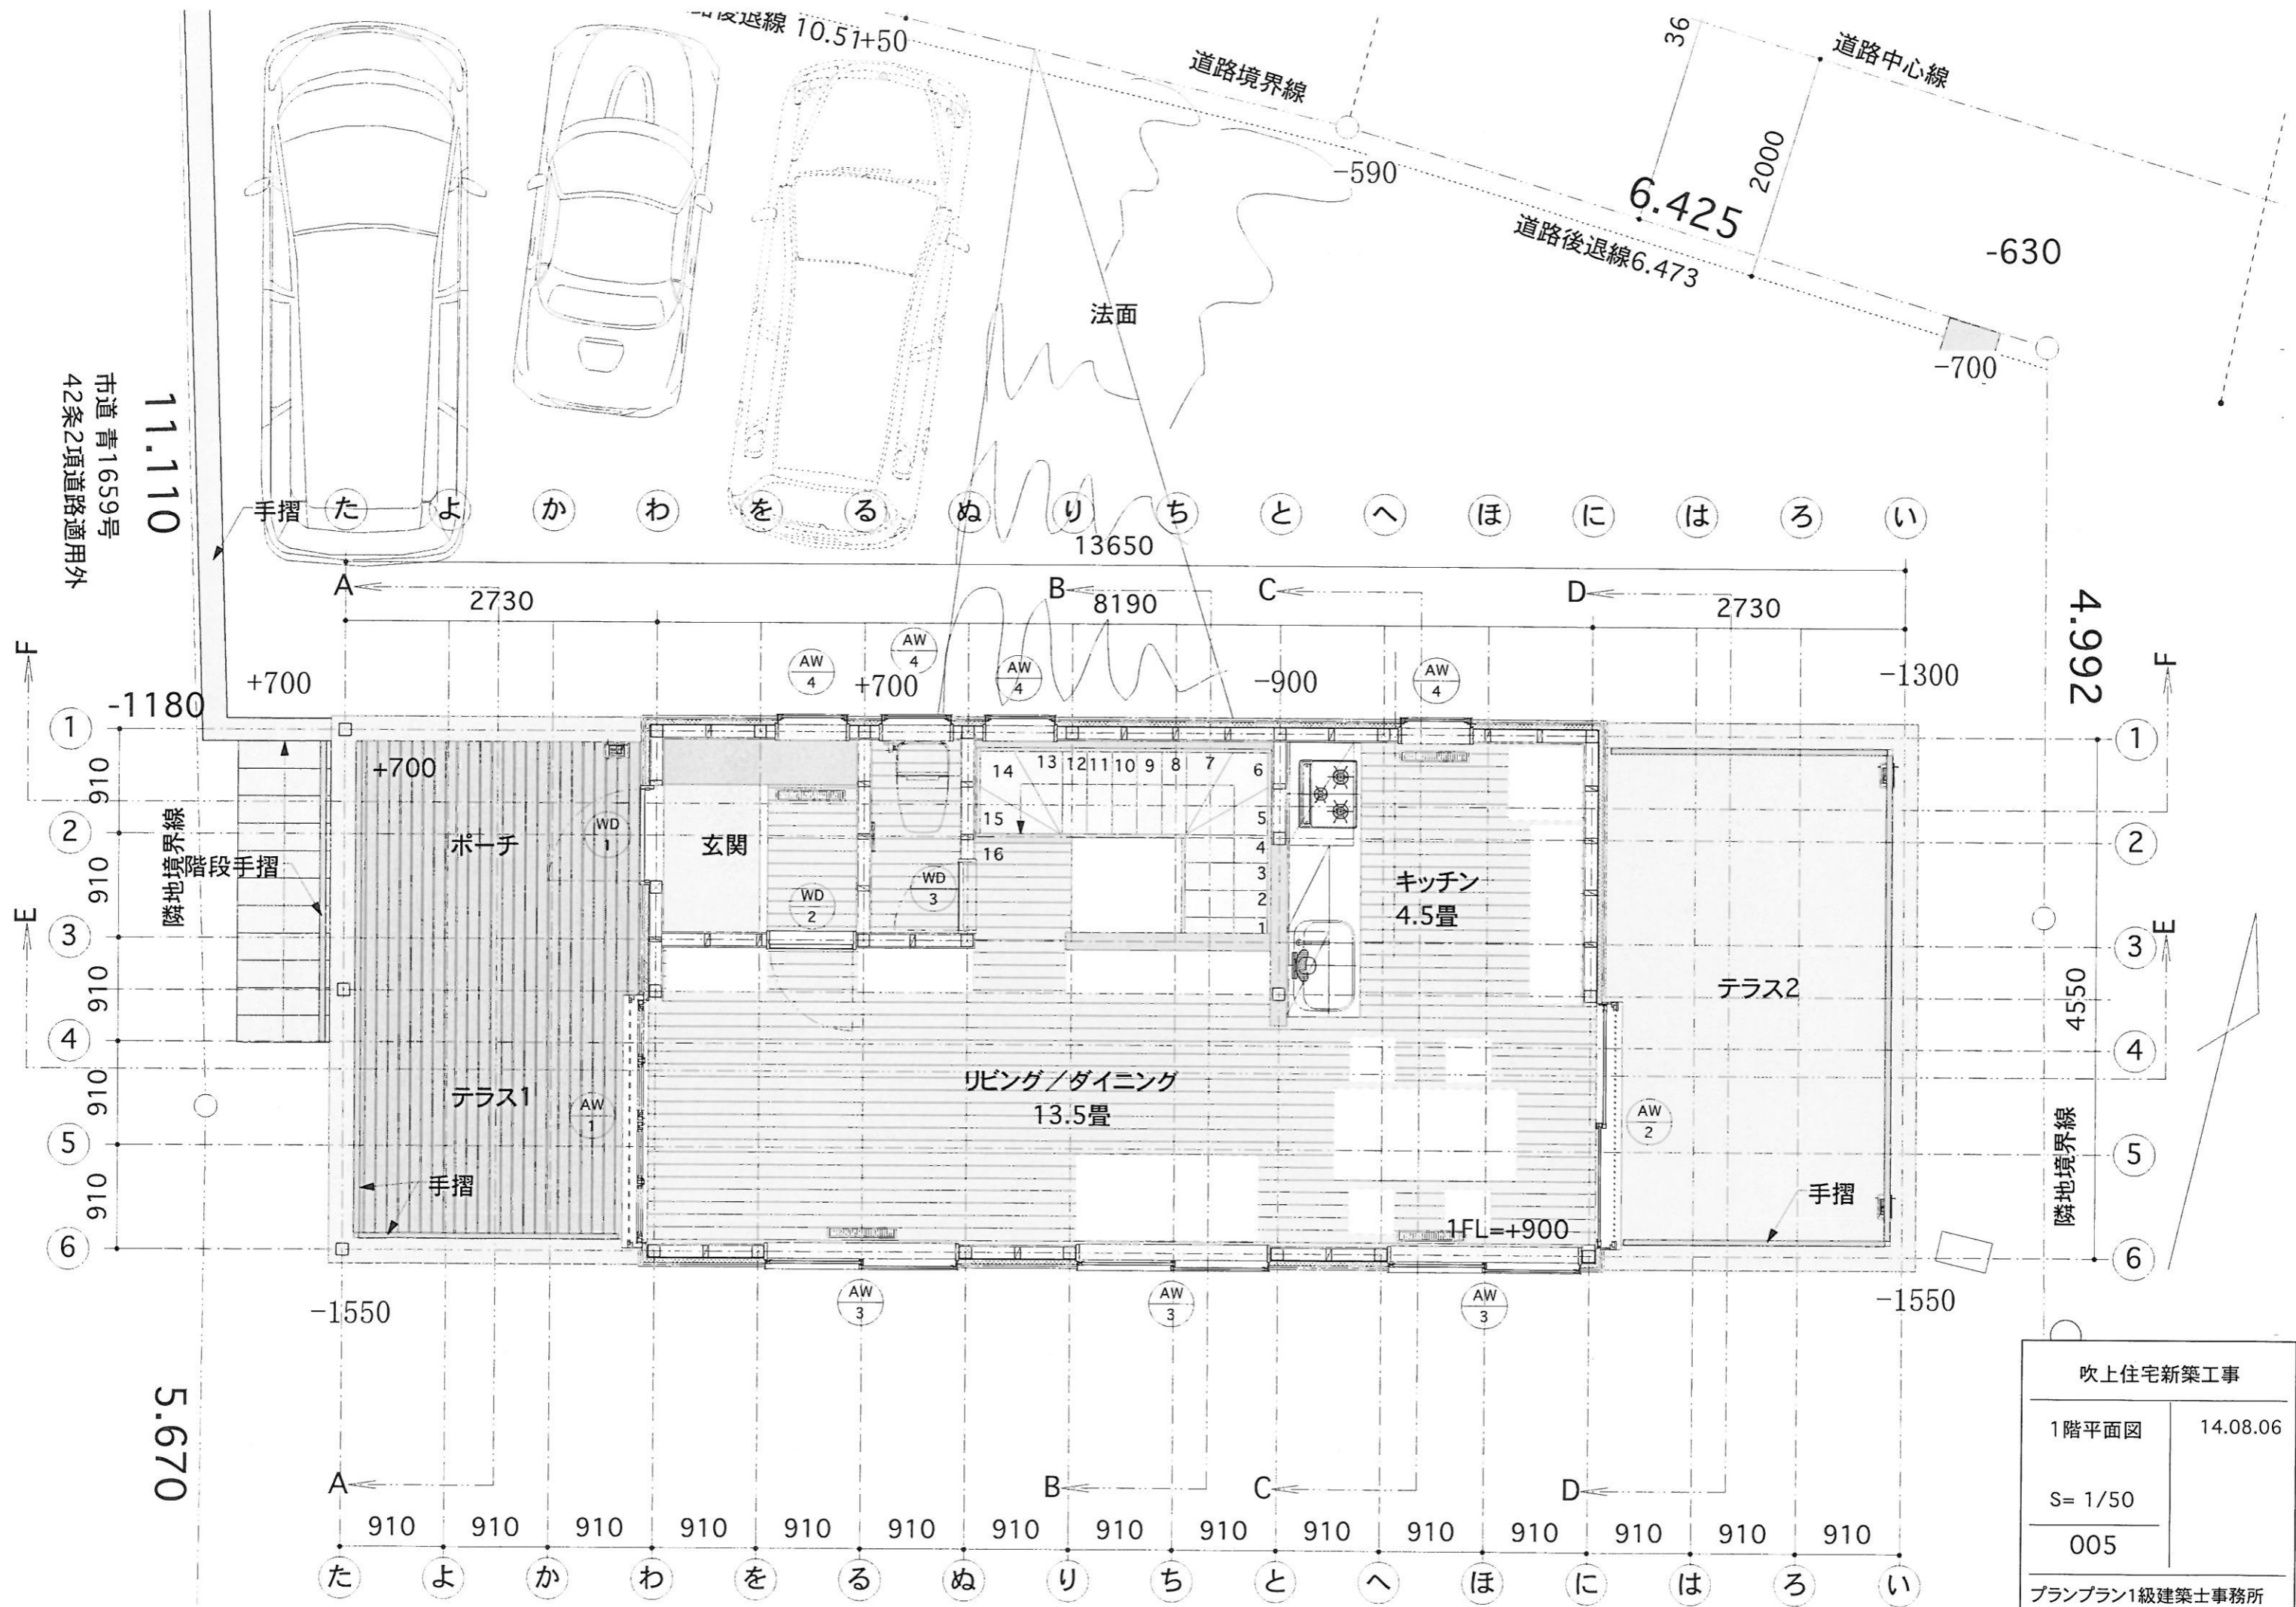 路後退線 10.51+50
道路境界線
36
道路中心線
-590
2000
6.425
道路後退線6.473
-630
法面
-700
11.110
市道 青1659号
42条2項道路適用外
手摺
た よ か わ を る ぬ り ち と へ ほ に は ろ い
13650
A
B
C
D
2730
8190
2730
4.992
F
F
+700
-1180
AW
4
AW
4
AW
4
AW
4
+700
-900
-1300
1
1
910
+700
14 13 12 11 10 9 8 7 6
2
ポーチ
WD
1
玄関
15
5
2
隣地境界線
階段手摺
16
4
910
WD
2
WD
3
3
2
1
キッチン
4.5畳
E
E
3
3
910
テラス2
4550
4
4
910
テラス1
AW
1
リビング/ダイニング
13.5畳
AW
2
隣地境界線
5
5
910
手摺
手摺
1FL=+900
6
6
-1550
AW
3
AW
3
AW
3
-1550
5.670
A
B
C
D
910 910 910 910 910 910 910 910 910 910 910 910 910 910 910
た よ か わ を る ぬ り ち と へ ほ に は ろ い
吹上住宅新築工事
1階平面図
14.08.06
S= 1/50
005
プランプラン1級建築士事務所